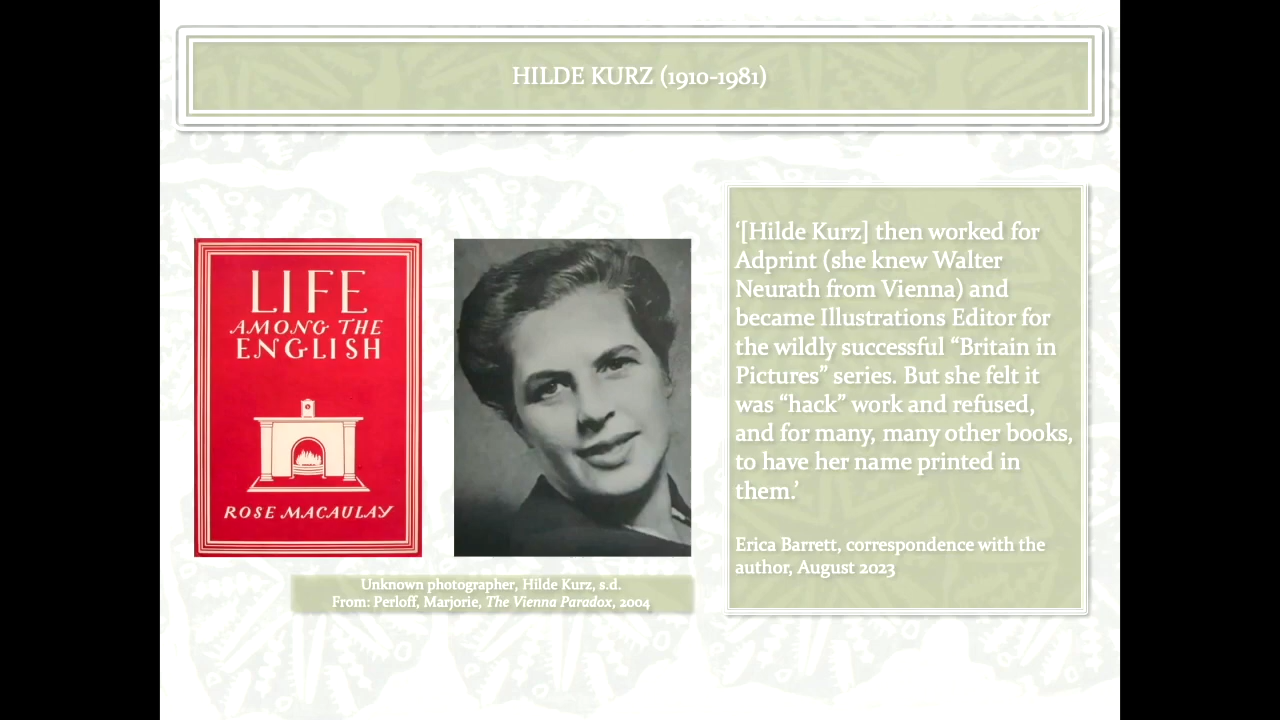 HILDE KURZ (1910-1981)
LIFE
AMONG THE
ENGLISH
ROSE MACAULAY
Unknown photographer, Hilde Kurz, s.d.
From: Perloff, Marjorie, The Vienna Paradox, 2004
‘[Hilde Kurz] then worked for
Adprint (she knew Walter
Neurath from Vienna) and
became Illustrations Editor for
the wildly successful “Britain in
Pictures” series. But she felt it
was “hack” work and refused,
and for many, many other books,
to have her name printed in
them.’
Erica Barrett, correspondence with the
author, August 2023